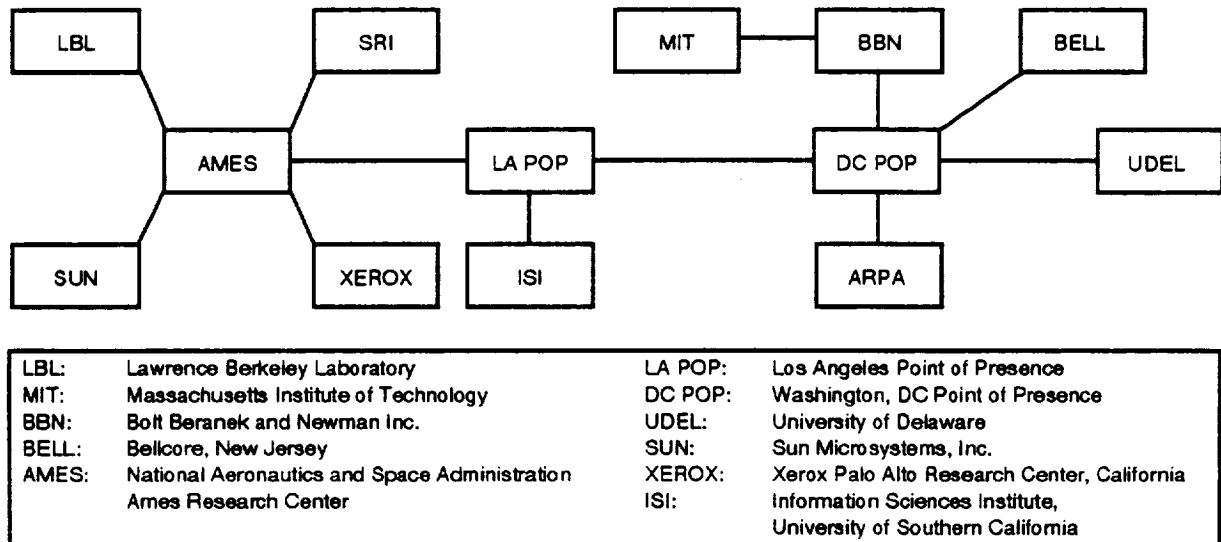 LBL
SRI
MIT
BBN
BELL
AMES
LA POP
DC POP
UDEL
SUN
XEROX
ISI
ARPA
LBL: Lawrence Berkeley Laboratory
MIT: Massachusetts Institute of Technology
BBN: Bolt Beranek and Newman Inc.
BELL: Bellcore, New Jersey
AMES: National Aeronautics and Space Administration
Ames Research Center
LA POP: Los Angeles Point of Presence
DC POP: Washington, DC Point of Presence
UDEL: University of Delaware
SUN: Sun Microsystems, Inc.
XEROX: Xerox Palo Alto Research Center, California
ISI: Information Sciences Institute,
University of Southern California